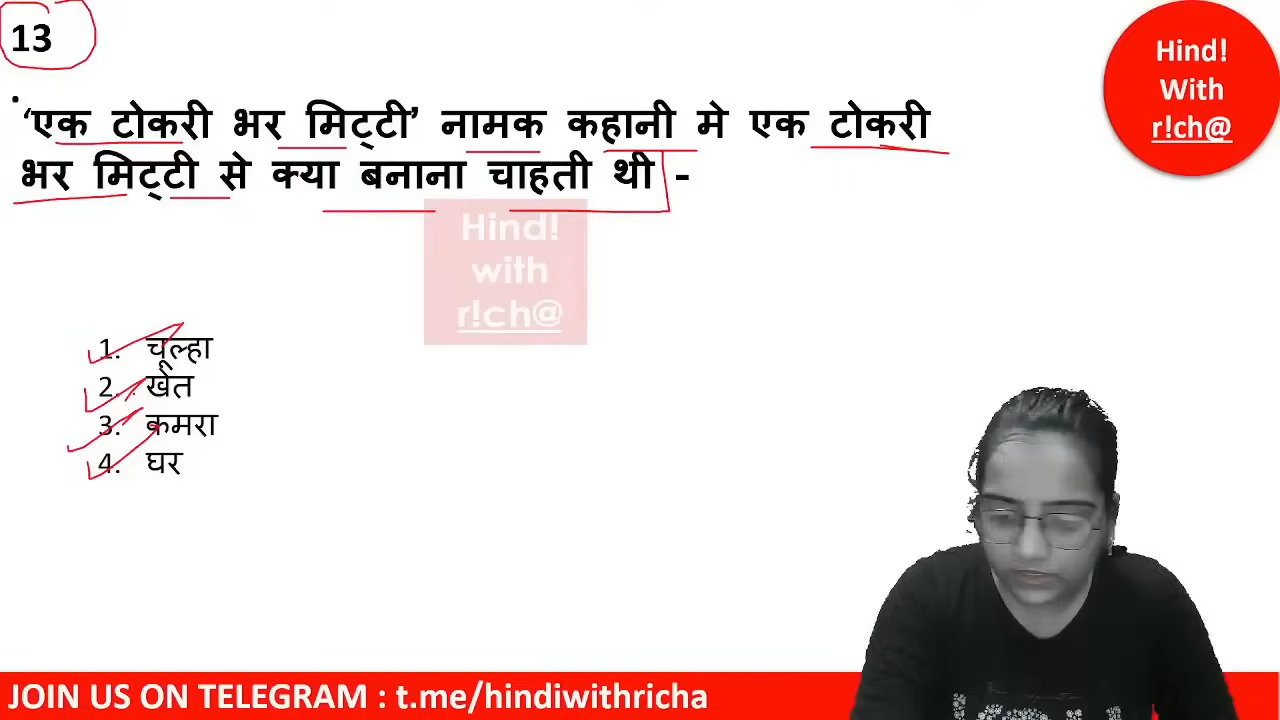 13
.
‘एक टोकरी भर मिट्टी’ नामक कहानी मे एक टोकरी
भर मिट्टी से क्या बनाना चाहती थी -
Hind!
With
r!ch@
Hind!
with
r!ch@
1. चूल्हा
2. खेत
3. कमरा
4. घर
JOIN US ON TELEGRAM : t.me/hindiwithricha